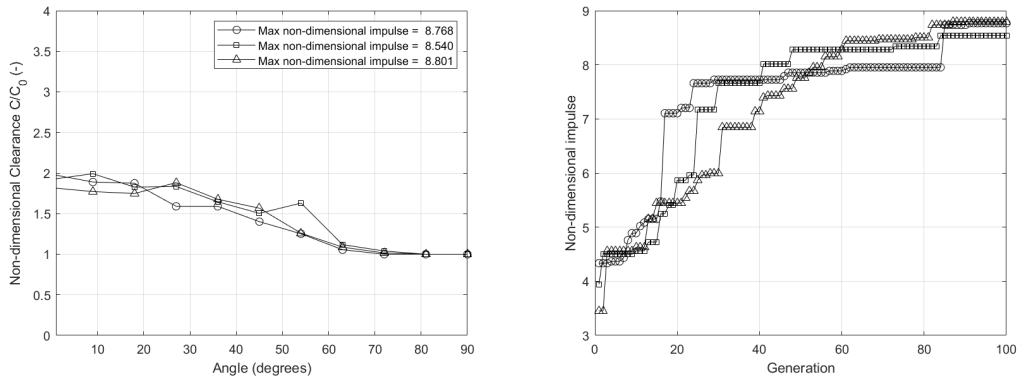 Max non-dimensional impulse = 8.768
Max non-dimensional impulse = 8.540
Max non-dimensional impulse = 8.801
Non-dimensional Clearance C/C0 (-)
4
3.5
3
2.5
2
1.5
1
0.5
0
10 20 30 40 50 60 70 80 90
Angle (degrees)
Non-dimensional impulse
9
8
7
6
5
4
3
0 20 40 60 80 100
Generation